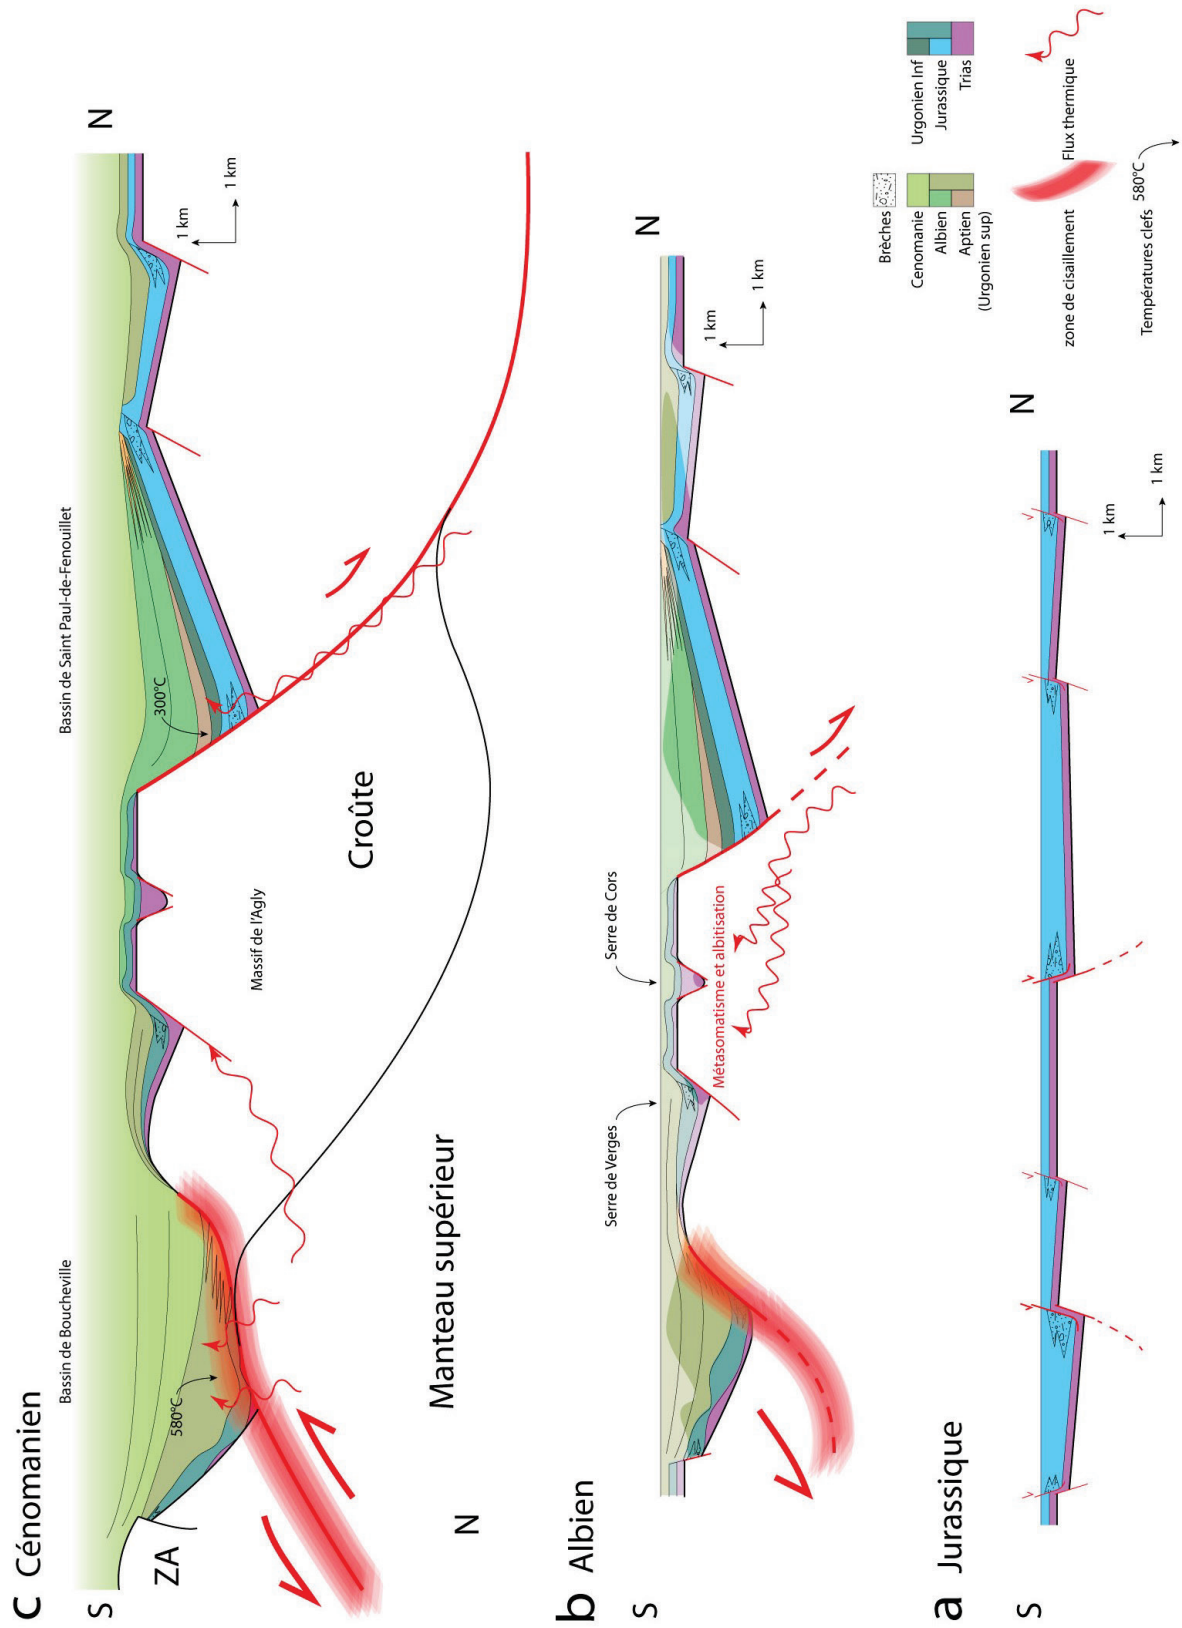 c Cénomanien
S
N
Bassin de Boucheville
Bassin de Saint Paul-de-Fenouillet
ZA
580°C
300°C
Massif de l'Agly
Croûte
Manteau supérieur
N
1 km
1 km
b Albien
S
N
Serre de Verges
Serre de Cors
Métasomatisme et albitisation
1 km
1 km
a Jurassique
S
N
1 km
1 km
Brèches
Cenomanie
Albien
Aptien
(Urgonien sup)
Urgonien Inf
Jurassique
Trias
zone de cisaillement
Flux thermique
Températures clefs
580°C